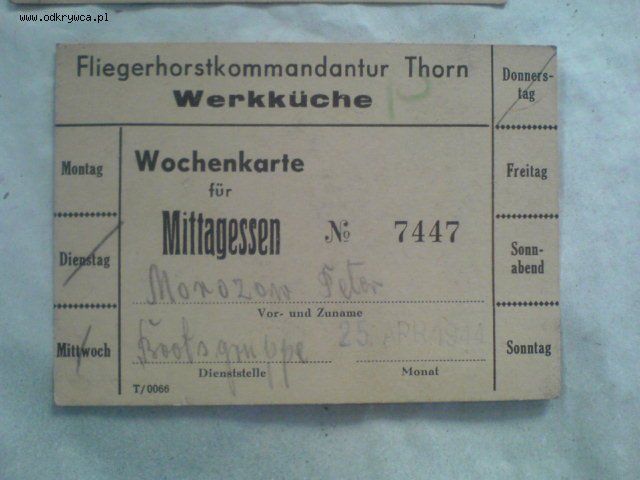 www.odkrywca.pl
Fliegerhorstkommandantur Thorn
Werkküche
Donners-
tag
Montag
Wochenkarte
für
Freitag
Mittagessen № 7447
Dienstag
Sonn-
abend
Morozow Peter
Vor- und Zuname
Mittwoch
Bootsgruppe 25. APR. 1944
Sonntag
Dienststelle Monat
T/0066